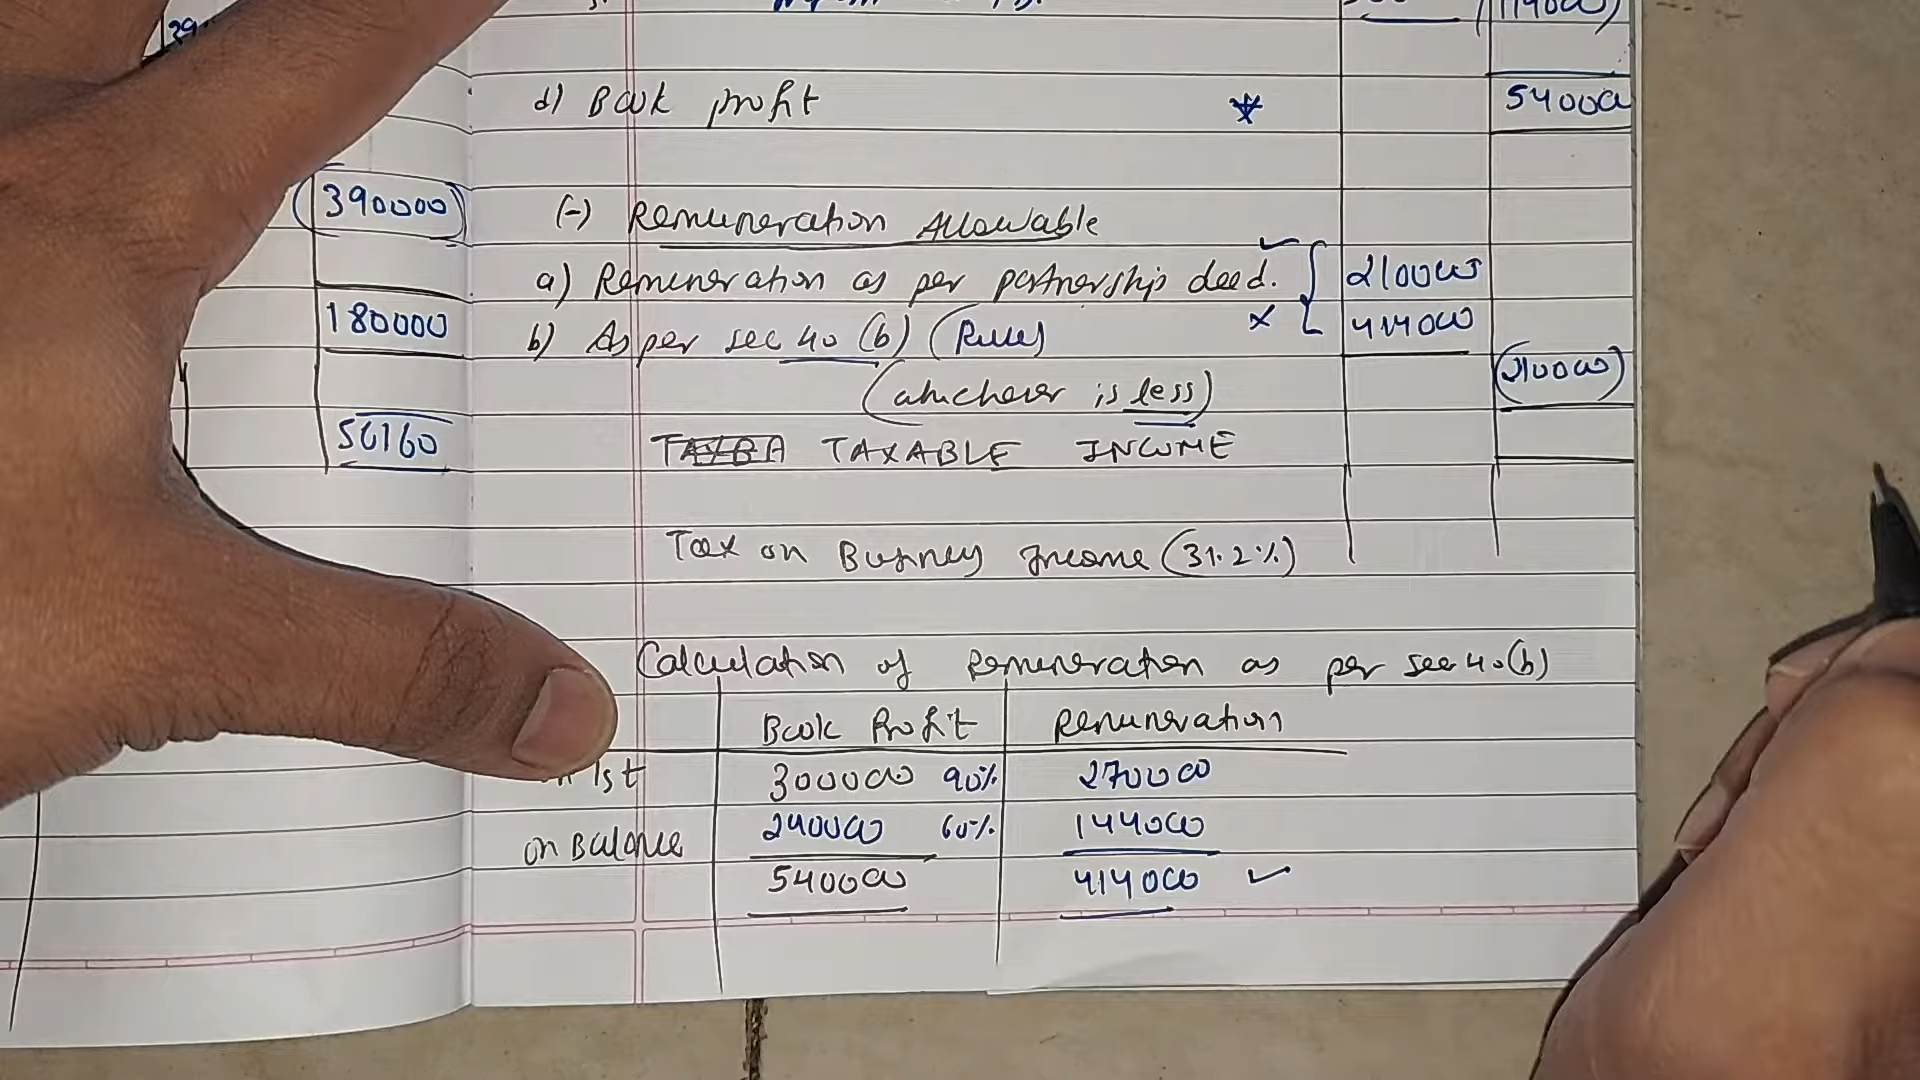 d) Book profit * 540000
(390000) (-) Remuneration Allowable
a) Remuneration as per partnership deed. ✓ 210000
180000 b) As per sec 40 (b) (Rules) × 414000
(whichever is less) (210000)
56160 TAXABLE INCOME
Tax on Business Income (31.2%)
Calculation of Remuneration as per sec 40(b)
Book Profit Remuneration
1st 300000 90% 270000
on Balance 240000 60% 144000
540000 414000 ✓